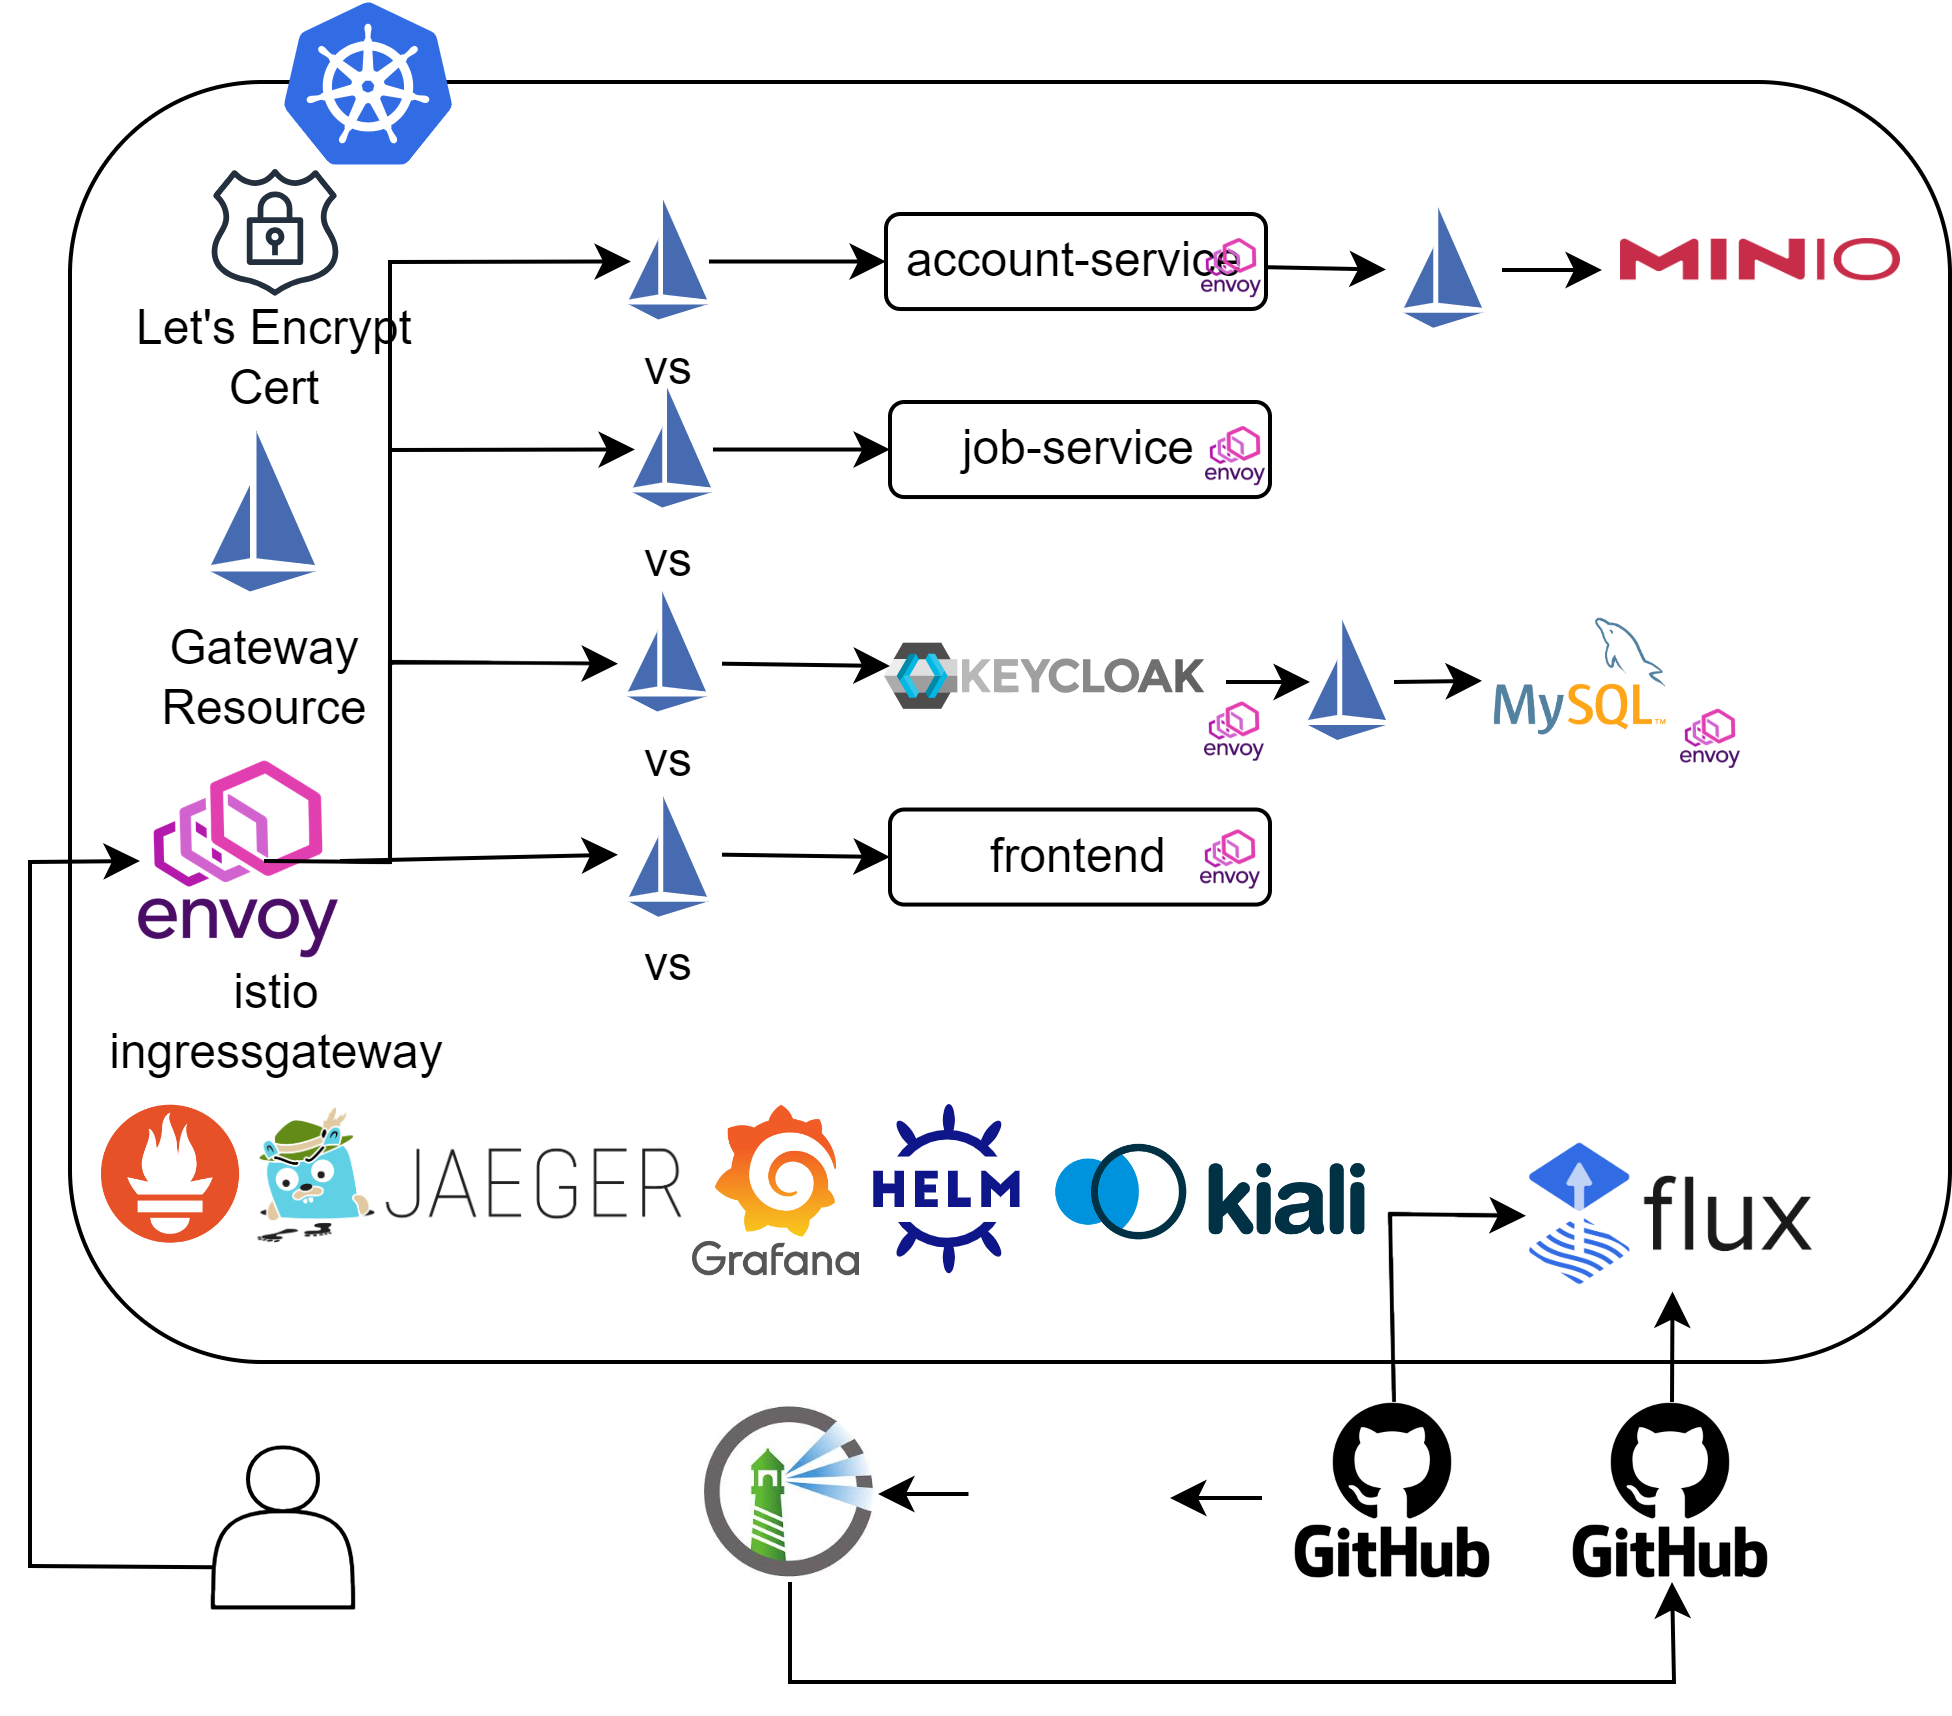 Let's Encrypt
Cert
Gateway
Resource
envoy
istio
ingressgateway
vs
account-service
envoy
MINIO
vs
job-service
envoy
vs
KEYCLOAK
envoy
MySQL™
envoy
vs
frontend
envoy
JAEGER
Grafana
HELM
kiali
flux
GitHub
GitHub